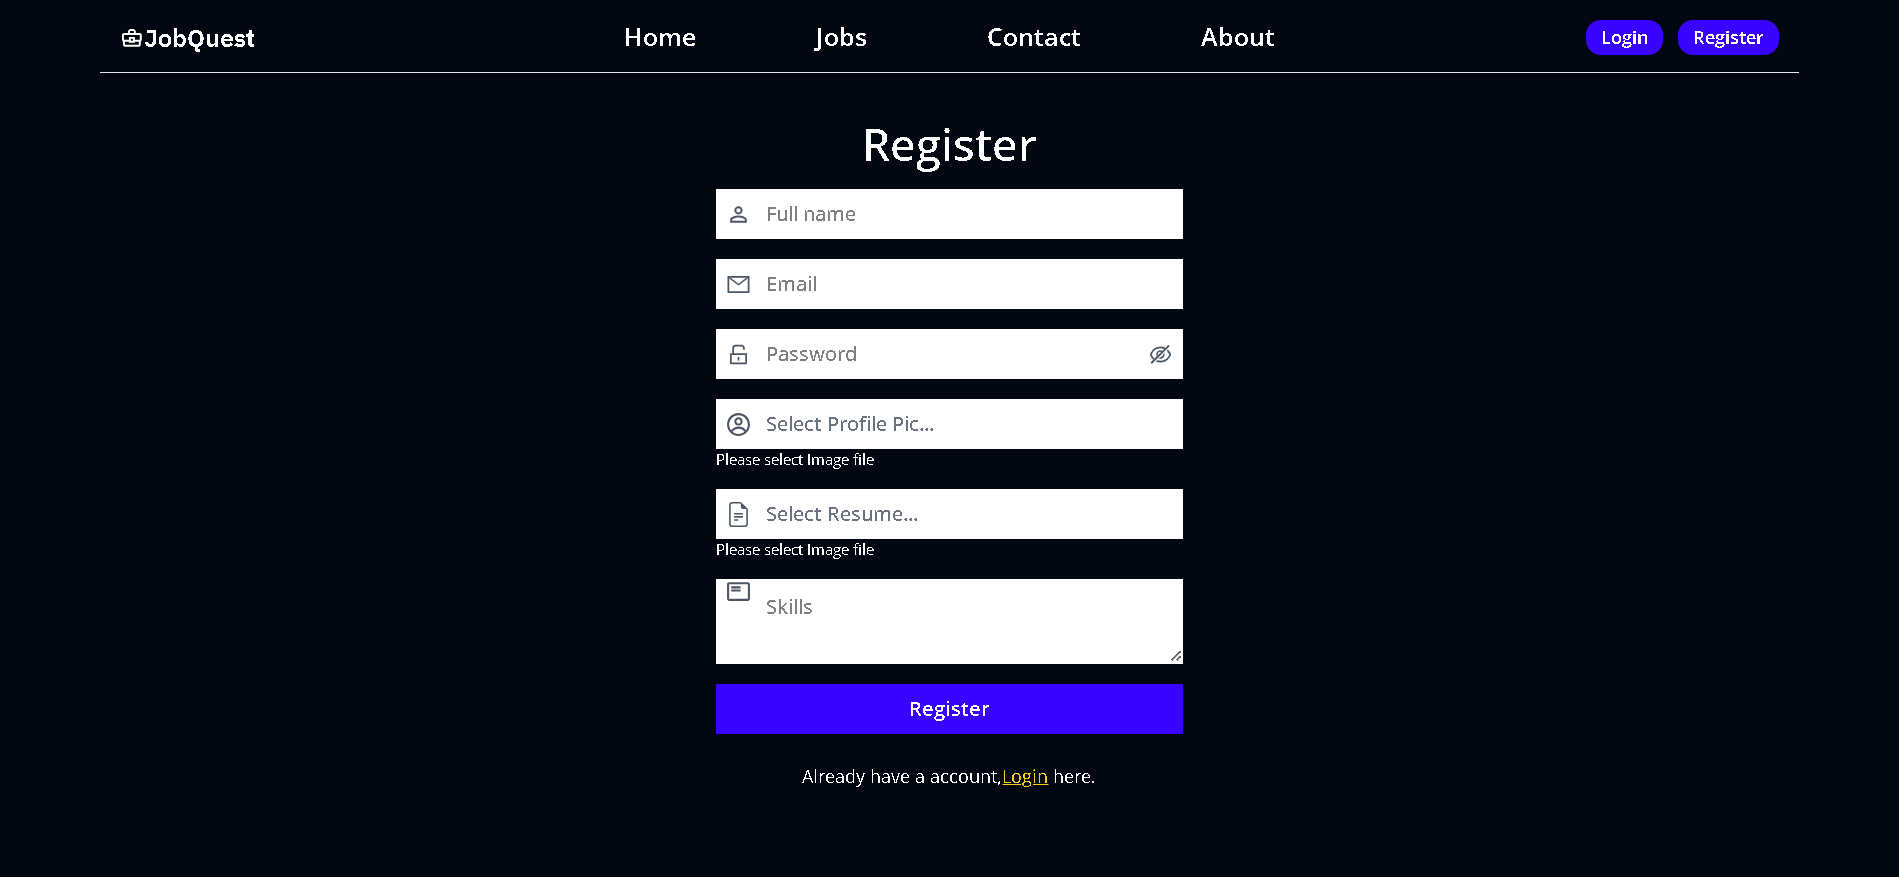 JobQuest
Home
Jobs
Contact
About
Login
Register
Register
Full name
Email
Password
Select Profile Pic...
Please select Image file
Select Resume...
Please select Image file
Skills
Register
Already have a account,Login here.